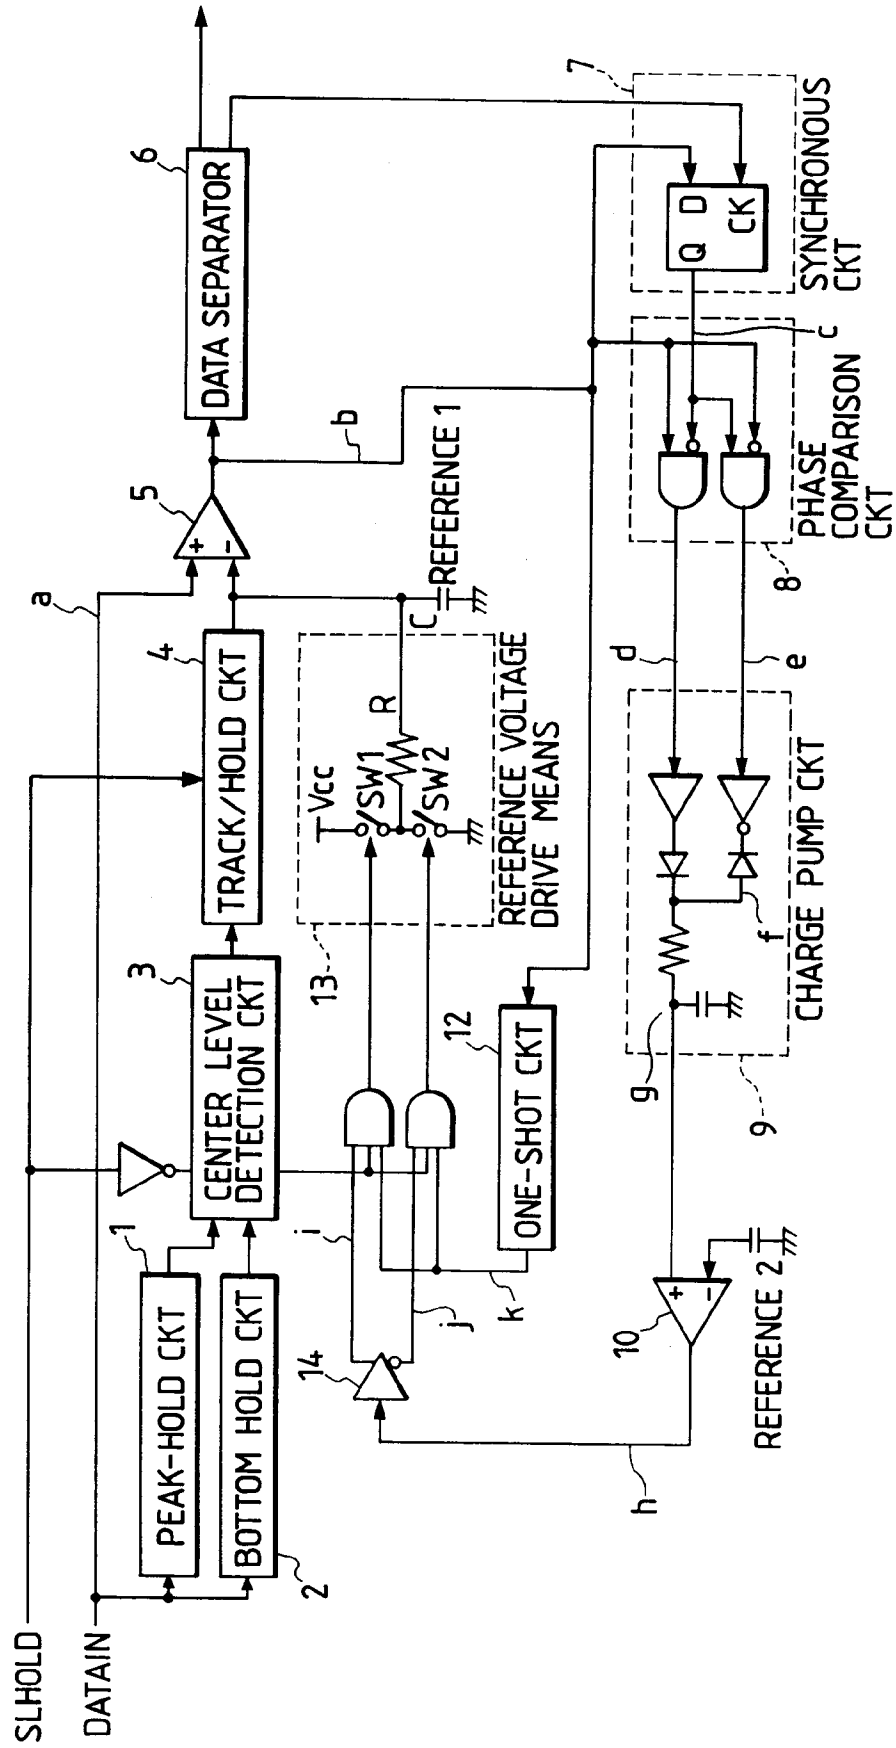 SLHOLD
DATAIN
1
PEAK-HOLD CKT
BOTTOM HOLD CKT
2
3
CENTER LEVEL
DETECTION CKT
4
TRACK/HOLD CKT
a
5
+
-
6
DATA SEPARATOR
b
REFERENCE 1
C
R
Vcc
SW1
SW2
13
REFERENCE VOLTAGE
DRIVE MEANS
i
j
k
14
12
ONE-SHOT CKT
h
10
+
-
REFERENCE 2
g
9
f
CHARGE PUMP CKT
d
e
8
PHASE
COMPARISON
CKT
c
7
Q D
CK
SYNCHRONOUS
CKT